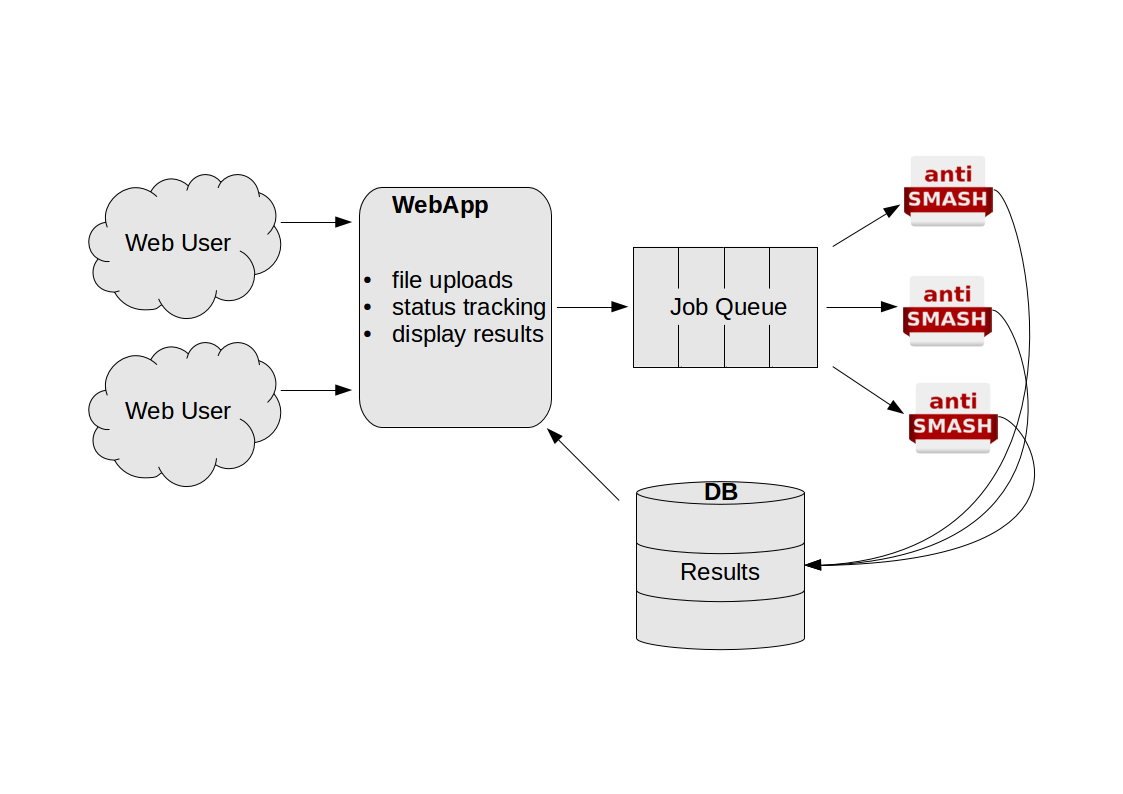 Web User
Web User
WebApp
• file uploads
• status tracking
• display results
Job Queue
anti
SMASH
anti
SMASH
anti
SMASH
DB
Results